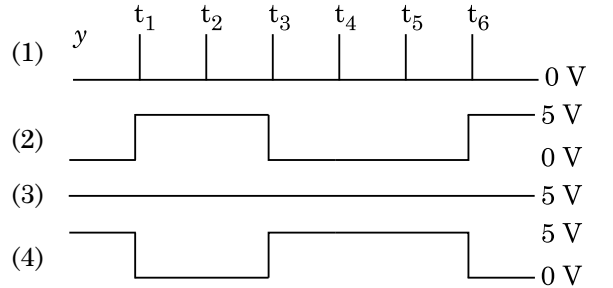 t₁ t₂ t₃ t₄ t₅ t₆
(1) y 0 V
(2) 5 V
0 V
(3) 5 V
(4) 5 V
0 V